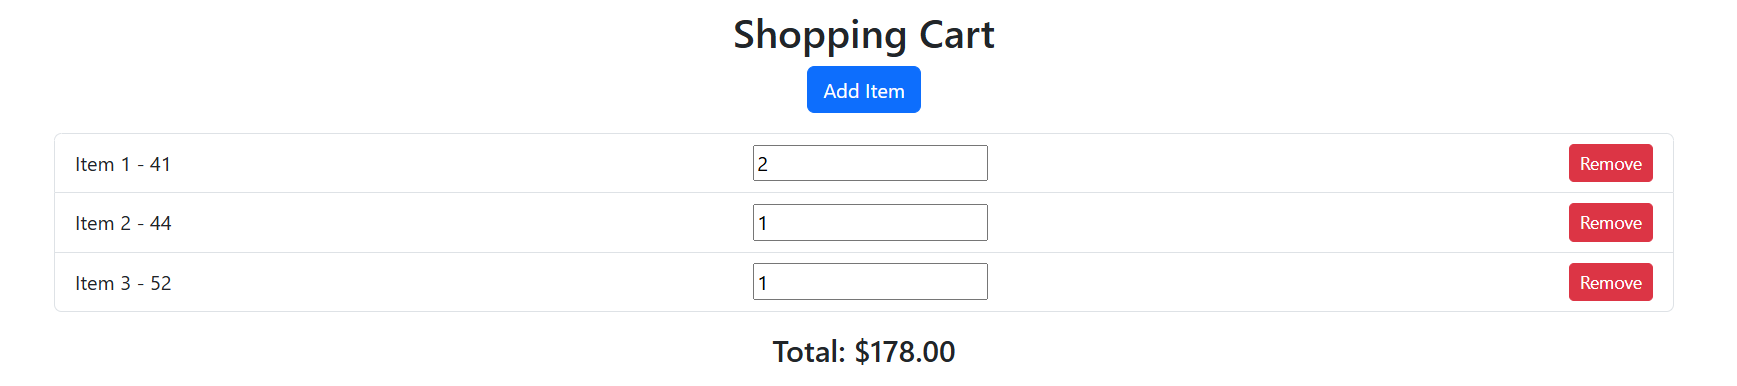 Shopping Cart
Add Item
Item 1 - 41 2 Remove
Item 2 - 44 1 Remove
Item 3 - 52 1 Remove
Total: $178.00